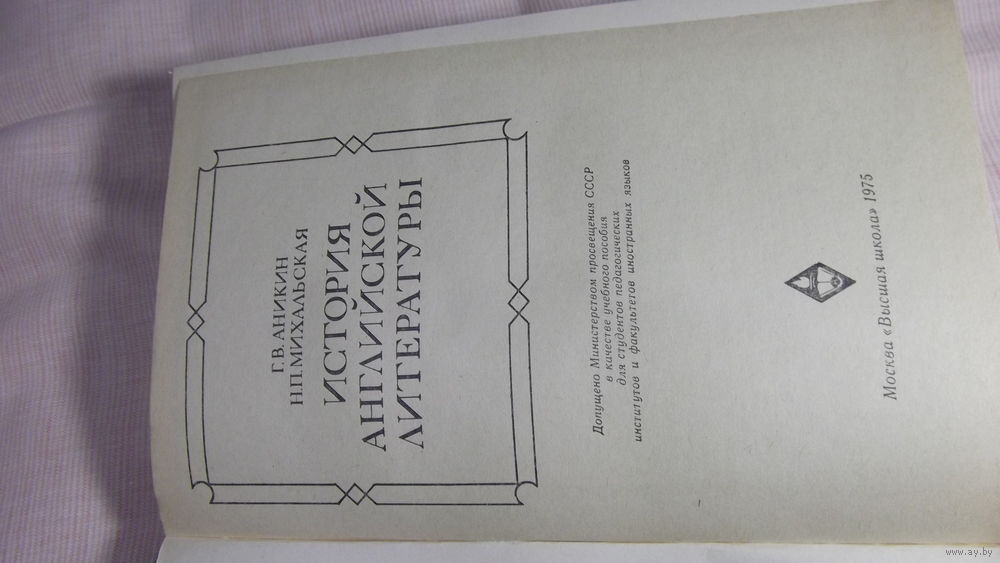 Г. В. АНИКИН
Н.П. МИХАЛЬСКАЯ
ИСТОРИЯ
АНГЛИЙСКОЙ
ЛИТЕРАТУРЫ
Допущено Министерством просвещения СССР
в качестве учебного пособия
для студентов педагогических
институтов и факультетов иностранных языков
Москва «Высшая школа» 1975
www.ay.by